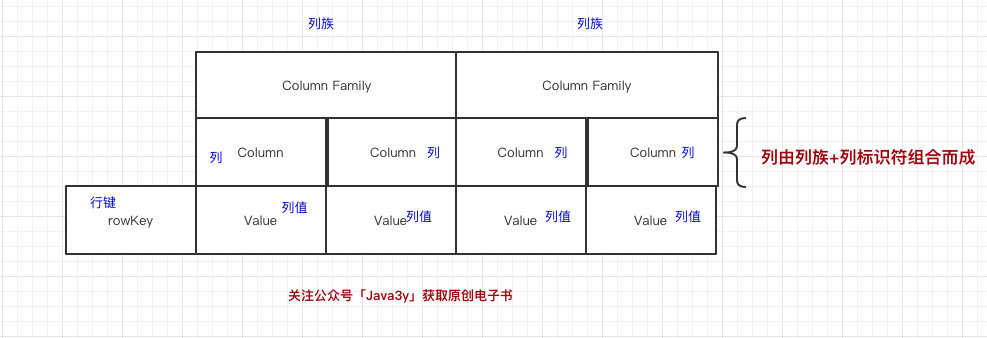 列族 列族
Column Family Column Family
列 Column Column 列 Column 列 Column 列
列由列族+列标识符组合而成
行键 列值 列值 列值 列值
rowKey Value Value Value Value
关注公众号「Java3y」获取原创电子书